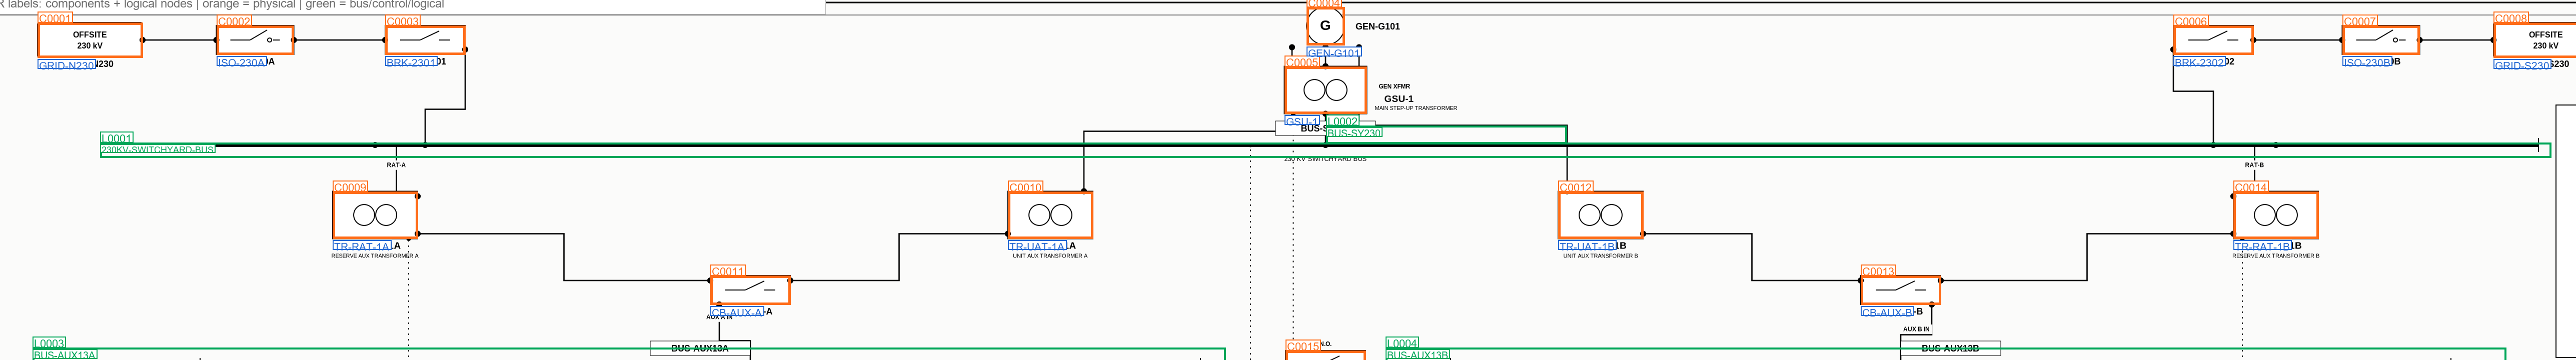 R labels: components + logical nodes | orange = physical | green = bus/control/logical
C0001
OFFSITE
230 kV
GRID-N230
C0002
ISO-230A
C0003
BRK-2301
C0004
G
GEN-G101
GEN-G101
C0005
GEN XFMR
GSU-1
MAIN STEP-UP TRANSFORMER
GSU-1
C0006
BRK-2302
C0007
ISO-230B
C0008
OFFSITE
230 kV
GRID-S230
L0001
230KV-SWITCHYARD-BUS
L0002
BUS-SY230
230 KV SWITCHYARD BUS
RAT-A
RAT-B
C0009
TR-RAT-1A
RESERVE AUX TRANSFORMER A
C0010
TR-UAT-1A
UNIT AUX TRANSFORMER A
C0012
TR-UAT-1B
UNIT AUX TRANSFORMER B
C0014
TR-RAT-1B
RESERVE AUX TRANSFORMER B
C0011
CB-AUX-A
AUX A IN
C0013
CB-AUX-B
AUX B IN
L0003
BUS-AUX13A
BUS-AUX13A
C0015
N.O.
L0004
BUS-AUX13B
BUS-AUX13B